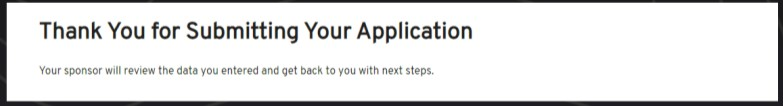 Thank You for Submitting Your Application
Your sponsor will review the data you entered and get back to you with next steps.